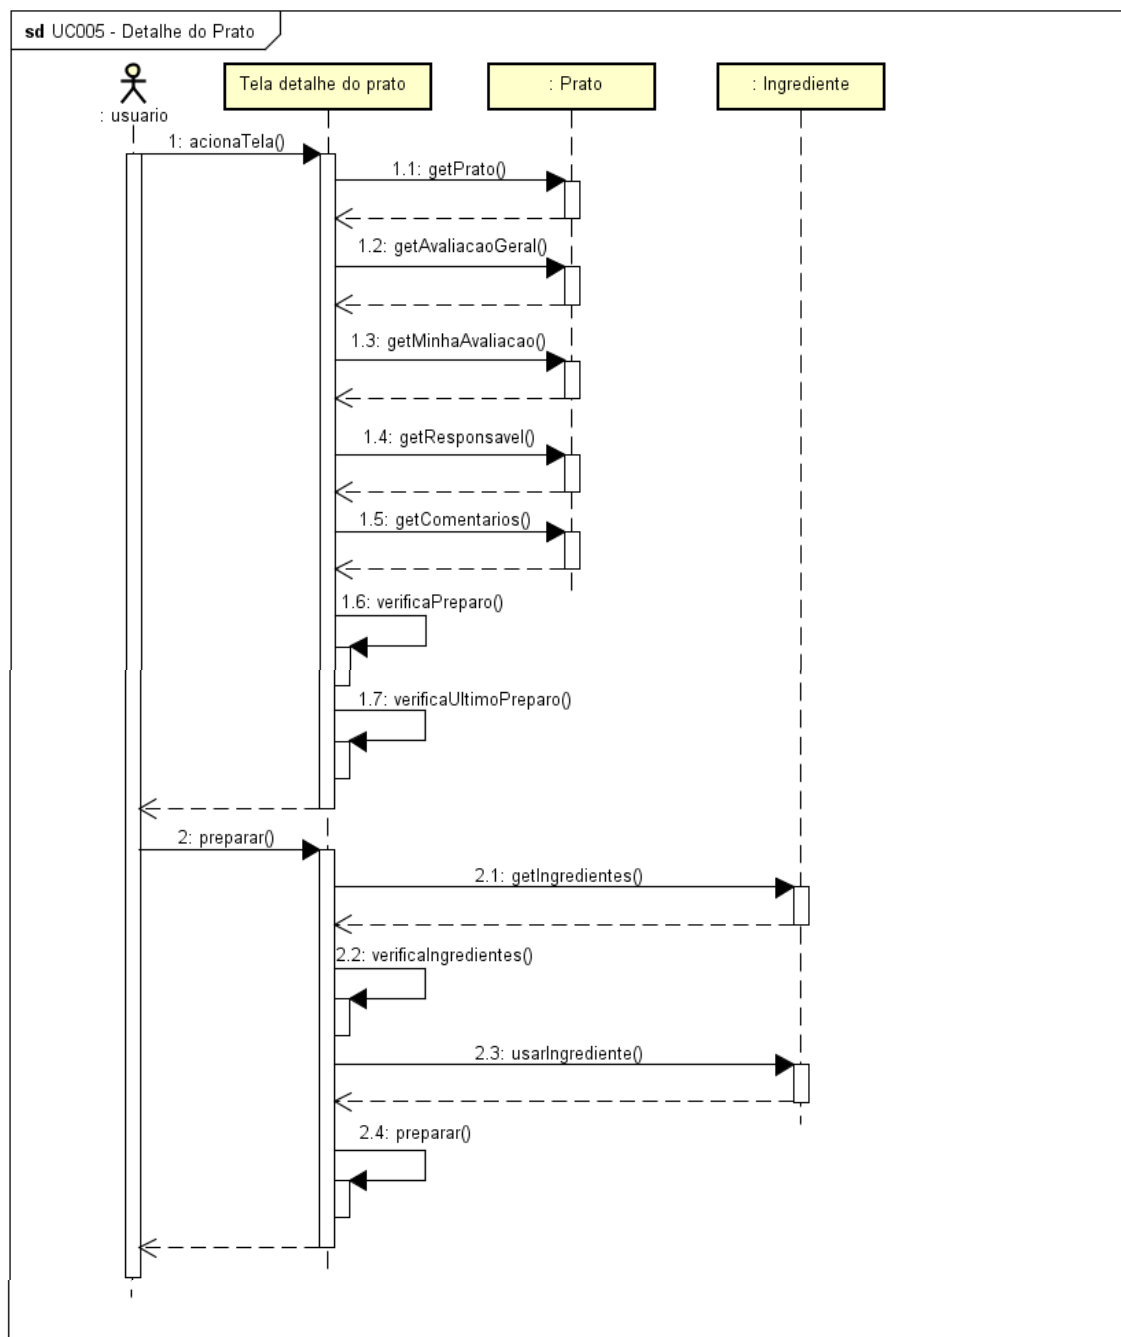 sd UC005 - Detalhe do Prato
: usuario
Tela detalhe do prato
: Prato
: Ingrediente
1: acionaTela()
1.1: getPrato()
1.2: getAvaliacaoGeral()
1.3: getMinhaAvaliacao()
1.4: getResponsavel()
1.5: getComentarios()
1.6: verificaPreparo()
1.7: verificaUltimoPreparo()
2: preparar()
2.1: getIngredientes()
2.2: verificaIngredientes()
2.3: usarIngrediente()
2.4: preparar()